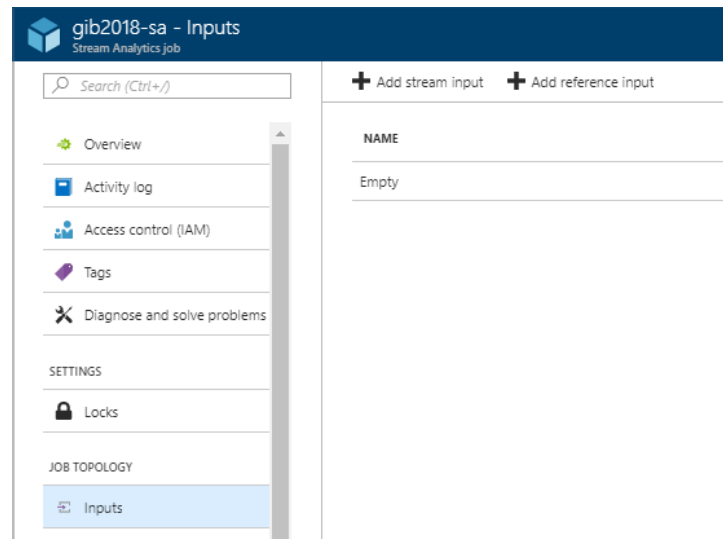 gib2018-sa - Inputs
Stream Analytics job
Search (Ctrl+/)
Add stream input
Add reference input
Overview
Activity log
Access control (IAM)
Tags
Diagnose and solve problems
SETTINGS
Locks
JOB TOPOLOGY
Inputs
NAME
Empty